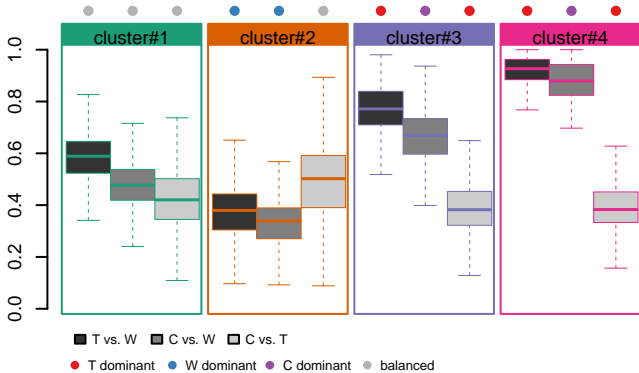 cluster#1 cluster#2 cluster#3 cluster#4
1.0
0.8
0.6
0.4
0.2
0.0
T vs. W C vs. W C vs. T
T dominant W dominant C dominant balanced